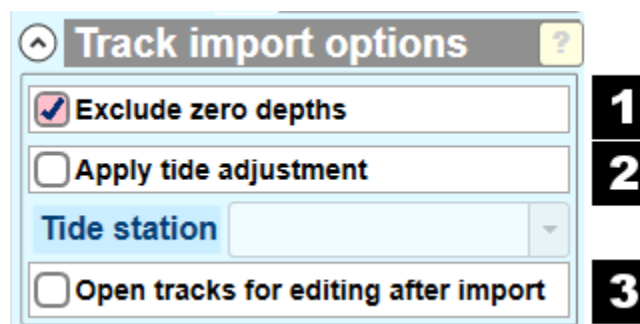 Track import options ?
Exclude zero depths 1
Apply tide adjustment 2
Tide station
Open tracks for editing after import 3